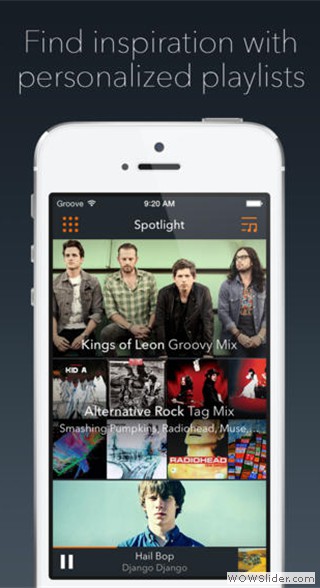 Find inspiration with
personalized playlists
Groove
9:20 AM
Spotlight
Kings of Leon Groovy Mix
KID A
Alternative Rock Tag Mix
Smashing Pumpkins, Radiohead, Muse,...
RADIOHEAD
Hail Bop
Django Django
WOWSlider.com